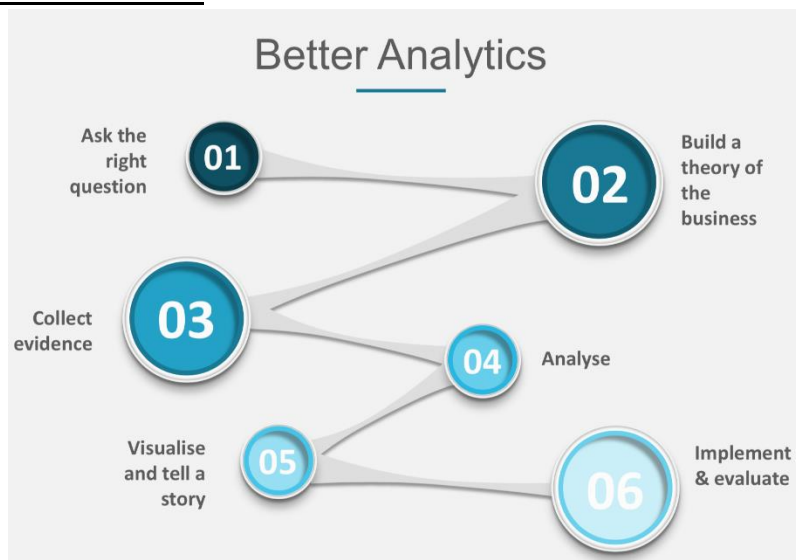 Better Analytics
Ask the
right
question
01
02
Build a
theory of
the
business
Collect
evidence
03
04
Analyse
Visualise
and tell a
story
05
06
Implement
& evaluate